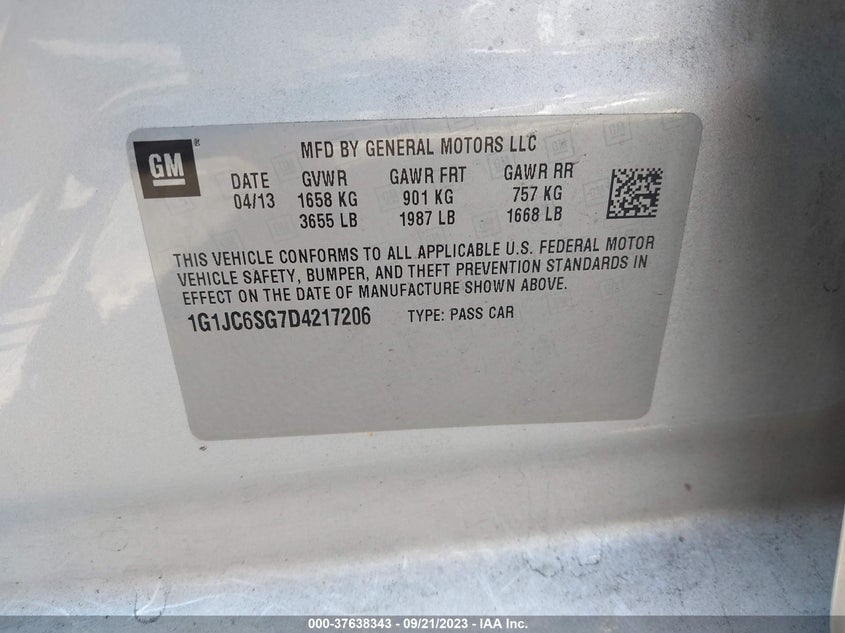 GM ®
MFD BY GENERAL MOTORS LLC
DATE GVWR GAWR FRT GAWR RR
04/13 1658 KG 901 KG 757 KG
3655 LB 1987 LB 1668 LB
THIS VEHICLE CONFORMS TO ALL APPLICABLE U.S. FEDERAL MOTOR
VEHICLE SAFETY, BUMPER, AND THEFT PREVENTION STANDARDS IN
EFFECT ON THE DATE OF MANUFACTURE SHOWN ABOVE.
1G1JC6SG7D4217206 TYPE: PASS CAR
000-37638343 - 09/21/2023 - IAA Inc.